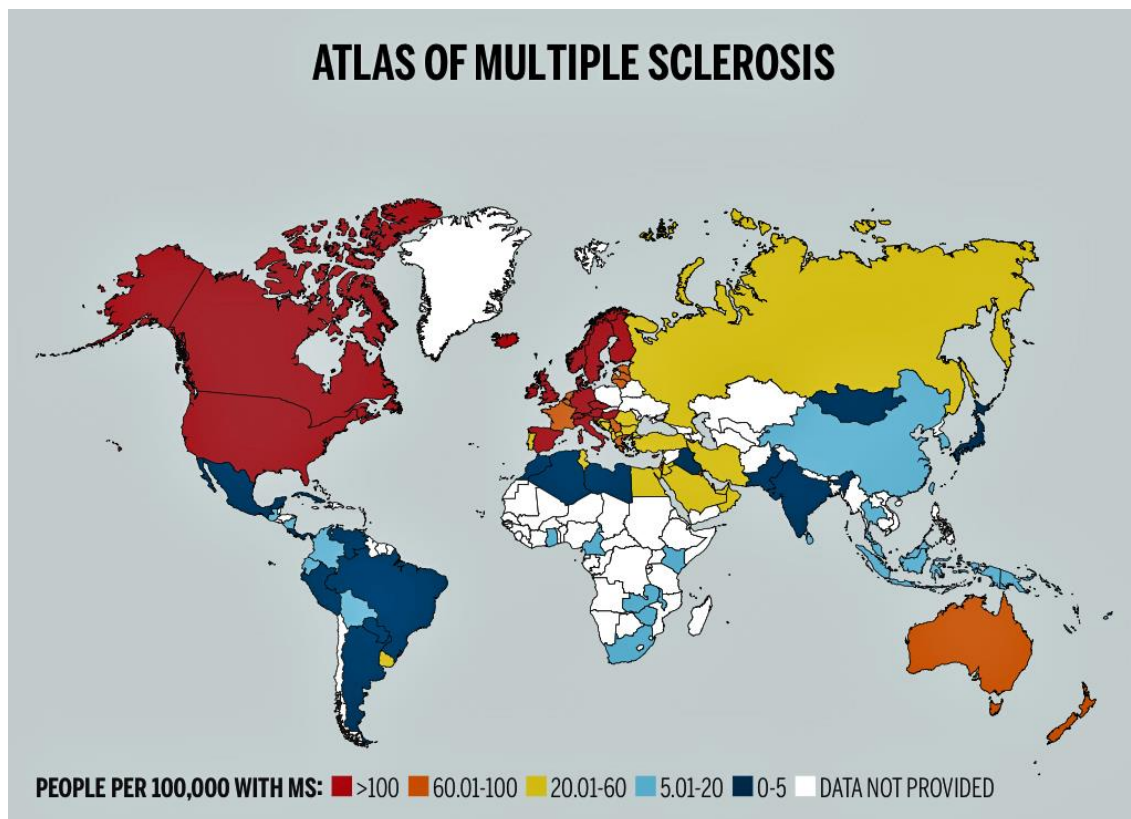 ATLAS OF MULTIPLE SCLEROSIS
PEOPLE PER 100,000 WITH MS: >100 60.01-100 20.01-60 5.01-20 0-5 DATA NOT PROVIDED